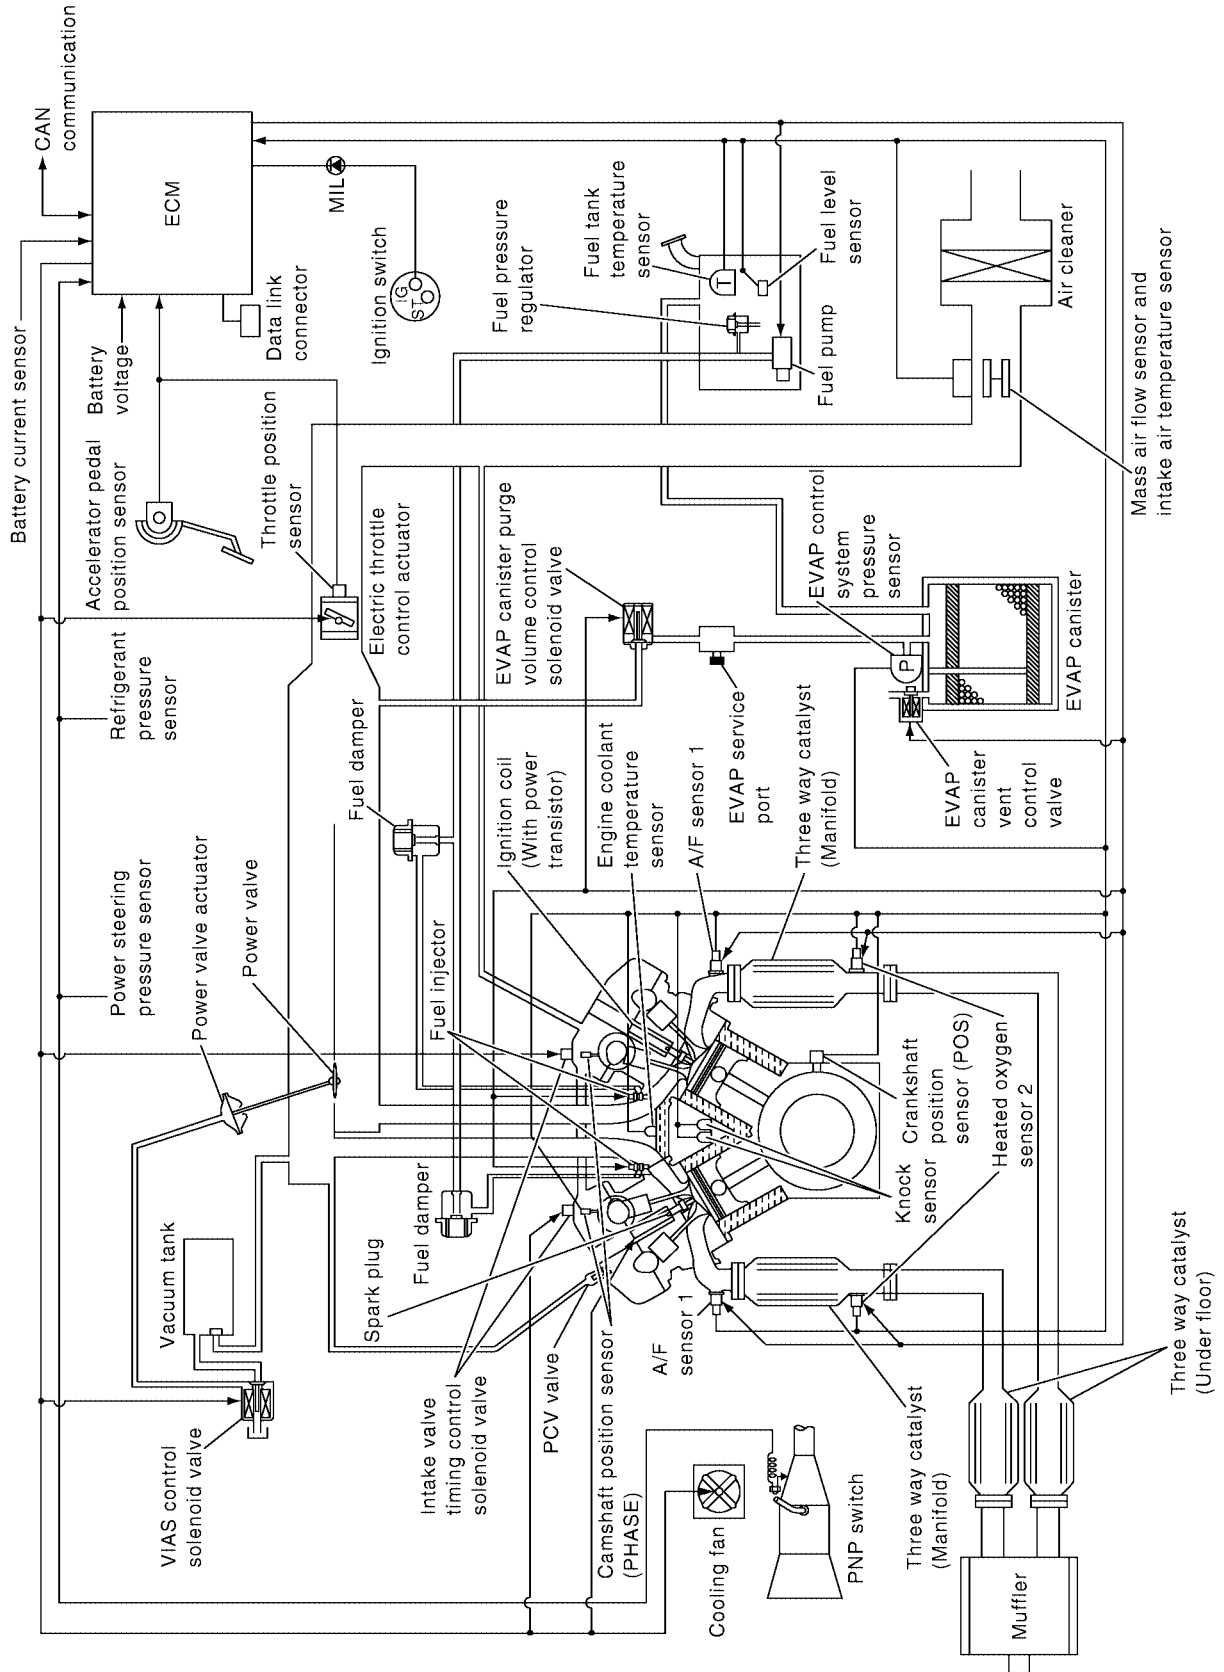 CAN
communication
Battery current sensor
ECM
MIL
Battery
voltage
Data link
connector
Ignition switch
IG
ST
Accelerator pedal
position sensor
Throttle position
sensor
Electric throttle
control actuator
Refrigerant
pressure
sensor
Power steering
pressure sensor
Power valve actuator
Power valve
Vacuum tank
VIAS control
solenoid valve
Fuel pressure
regulator
Fuel tank
temperature
sensor
T
Fuel level
sensor
Fuel pump
Air cleaner
Mass air flow sensor and
intake air temperature sensor
EVAP canister purge
volume control
solenoid valve
EVAP service
port
EVAP control
system
pressure
sensor
P
EVAP canister
EVAP
canister
vent
control
valve
Fuel damper
Fuel injector
Fuel damper
Ignition coil
(With power
transistor)
Engine coolant
temperature
sensor
A/F sensor 1
Three way catalyst
(Manifold)
Spark plug
Intake valve
timing control
solenoid valve
PCV valve
Camshaft position sensor
(PHASE)
A/F
sensor 1
Knock
sensor
Crankshaft
position
sensor (POS)
Heated oxygen
sensor 2
Cooling fan
PNP switch
Three way catalyst
(Manifold)
Three way catalyst
(Under floor)
Muffler